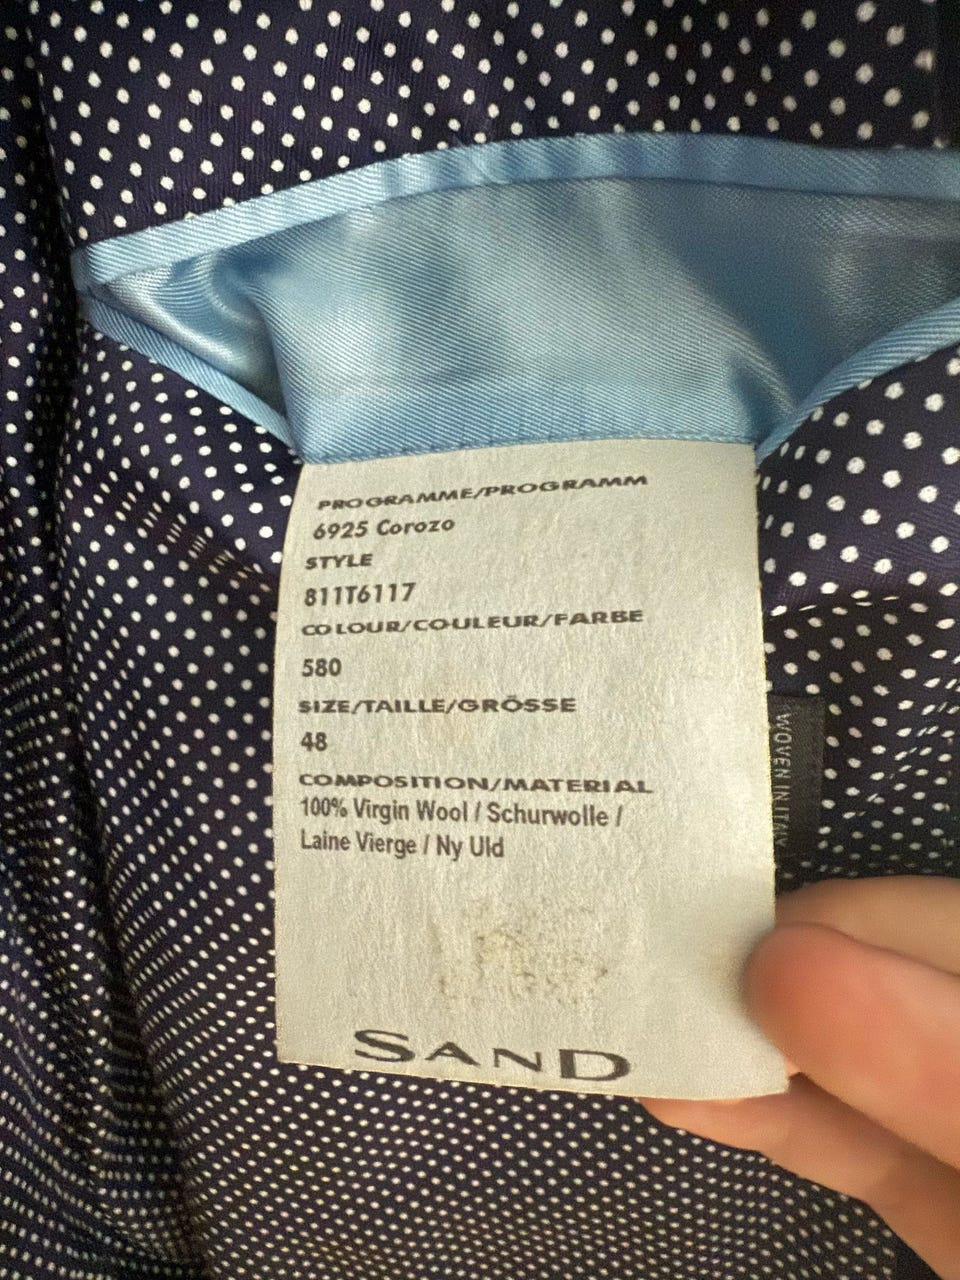 PROGRAMME/PROGRAMM
6925 Corozo
STYLE
811T6117
COLOUR/COULEUR/FARBE
580
SIZE/TAILLE/GRÖSSE
48
COMPOSITION/MATERIAL
100% Virgin Wool / Schurwolle /
Laine Vierge / Ny Uld
SAND
WOVEN IN ITALY